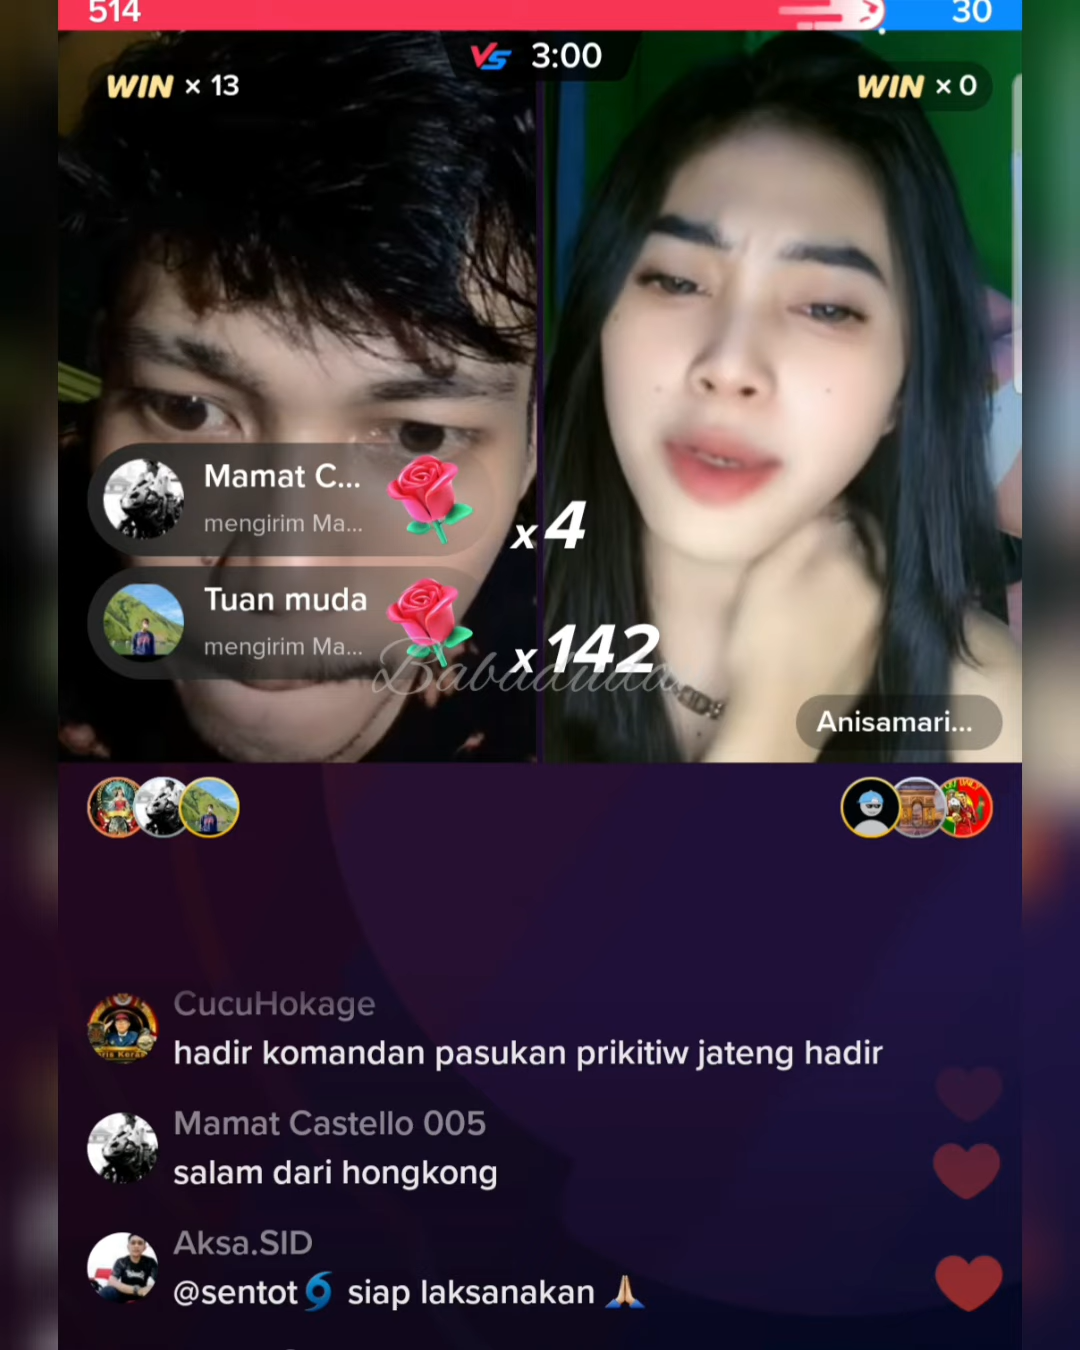 514
30
VS 3:00
WIN × 13
WIN × 0
Mamat C...
mengirim Ma...
x4
Tuan muda
mengirim Ma...
x142
Anisamari...
CucuHokage
hadir komandan pasukan prikitiw jateng hadir
Mamat Castello 005
salam dari hongkong
Aksa.SID
@sentot🌀 siap laksanakan 🙏🏼